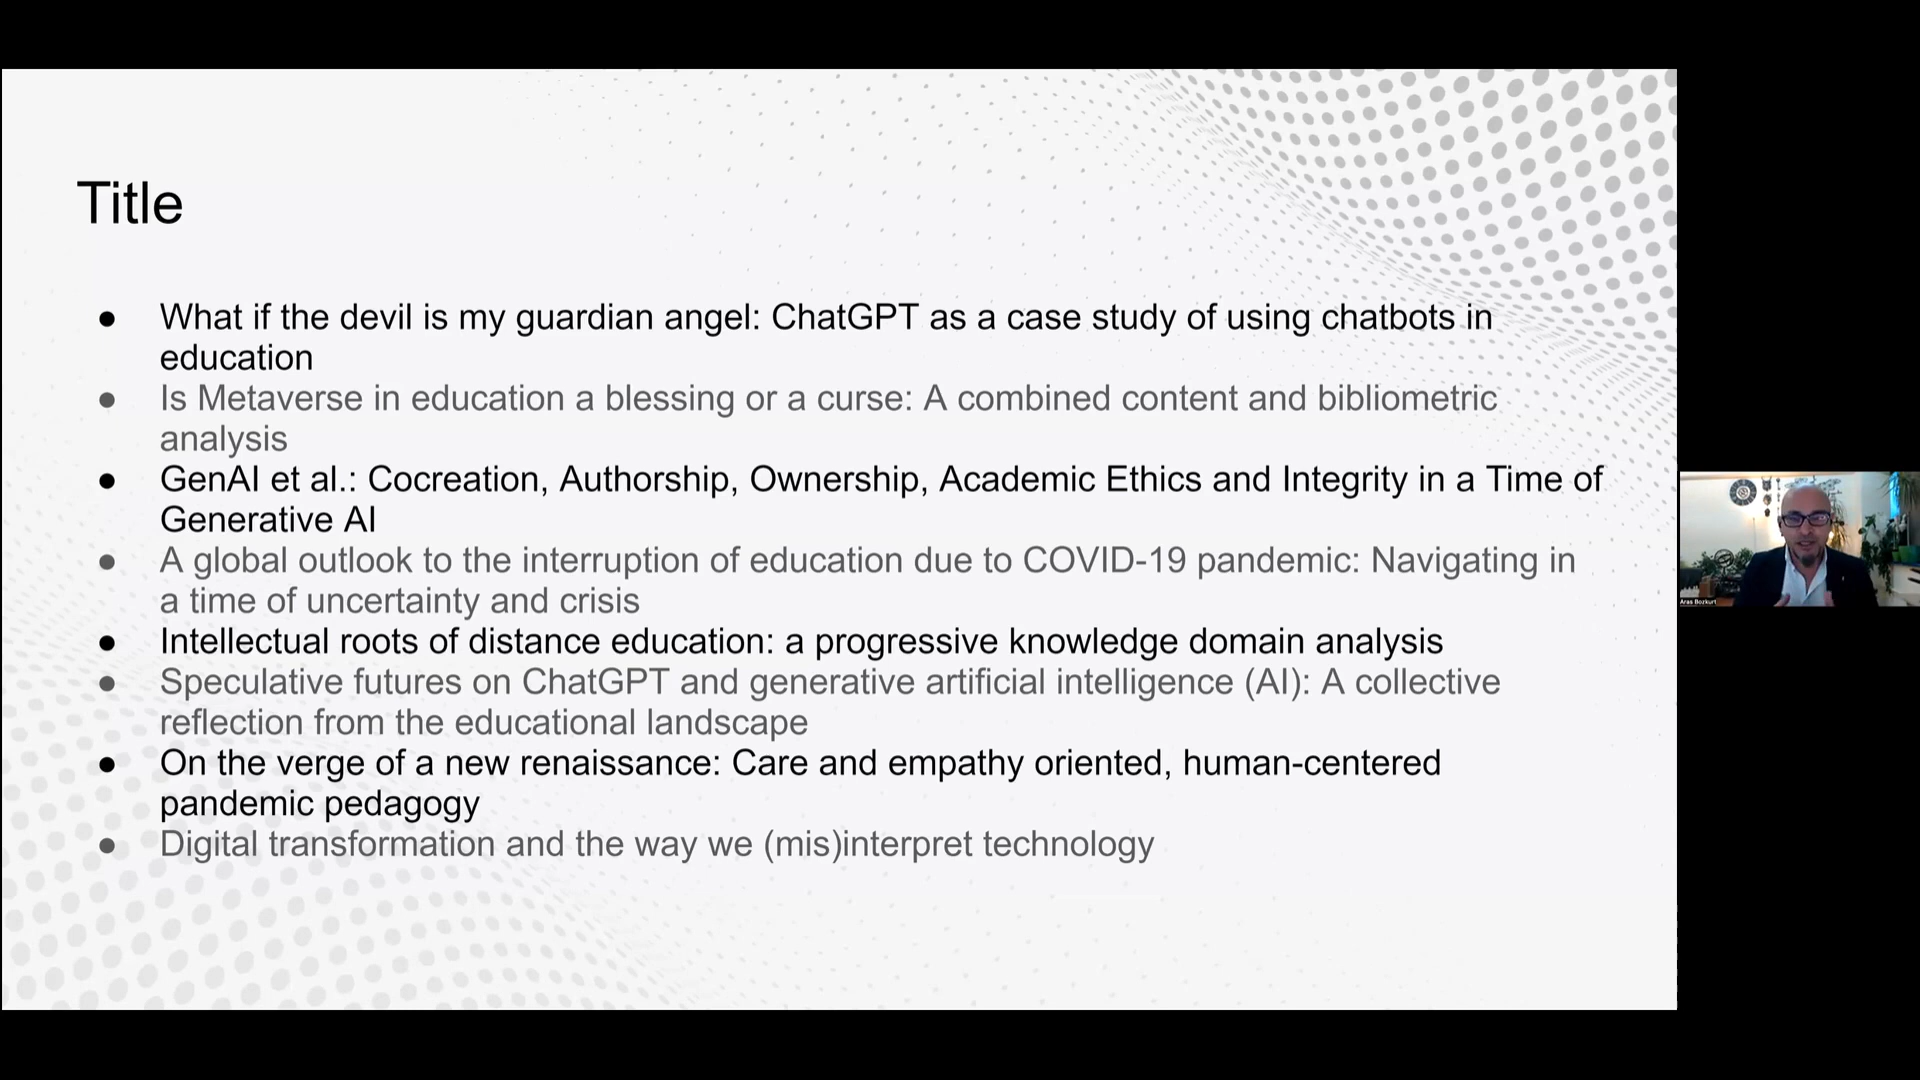 Title
● What if the devil is my guardian angel: ChatGPT as a case study of using chatbots in
education
● Is Metaverse in education a blessing or a curse: A combined content and bibliometric
analysis
● GenAI et al.: Cocreation, Authorship, Ownership, Academic Ethics and Integrity in a Time of
Generative AI
● A global outlook to the interruption of education due to COVID-19 pandemic: Navigating in
a time of uncertainty and crisis
● Intellectual roots of distance education: a progressive knowledge domain analysis
● Speculative futures on ChatGPT and generative artificial intelligence (AI): A collective
reflection from the educational landscape
● On the verge of a new renaissance: Care and empathy oriented, human-centered
pandemic pedagogy
● Digital transformation and the way we (mis)interpret technology
Aras Bozkurt